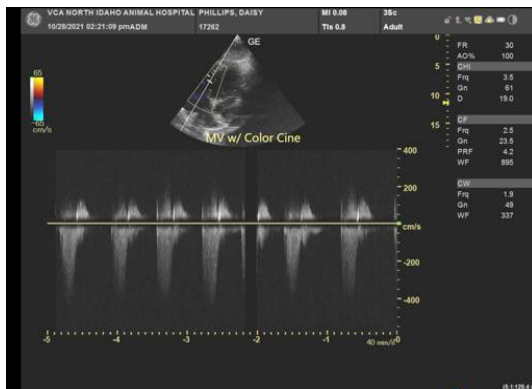 VCA NORTH IDAHO ANIMAL HOSPITAL PHILLIPS, DAISY MI 0.08 3Sc
10/28/2021 02:21:09 pmADM 17262 TIs 0.8 Adult
GE
0
5
10
15
FR 30
AO% 100
CHI
Frq 3.5
Gn 61
D 19.0
65
-65
cm/s
CF
Frq 2.5
Gn 23.5
PRF 4.2
WF 895
MV w/ Color Cine
CW
Frq 1.9
Gn 49
WF 337
400
200
cm/s
-200
-400
-5 -4 -3 -2 -1 0
40 mm/s